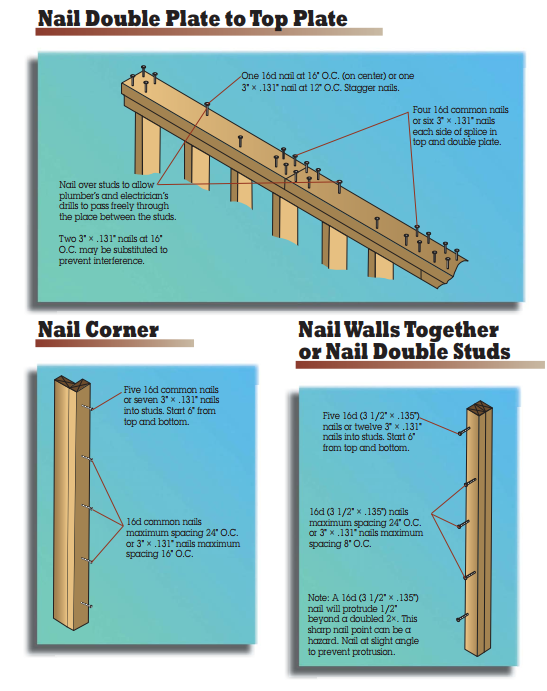 Nail Double Plate to Top Plate
One 16d nail at 16" O.C. (on center) or one
3" × .131" nail at 12" O.C. Stagger nails.
Four 16d common nails
or six 3" × .131" nails
each side of splice in
top and double plate.
Nail over studs to allow
plumber's and electrician's
drills to pass freely through
the place between the studs.
Two 3" × .131" nails at 16"
O.C. may be substituted to
prevent interference.
Nail Corner
Five 16d common nails
or seven 3" × .131" nails
into studs. Start 6" from
top and bottom.
16d common nails
maximum spacing 24" O.C.
or 3" × .131" nails maximum
spacing 16" O.C.
Nail Walls Together
or Nail Double Studs
Five 16d (3 1/2" × .135")
nails or twelve 3" × .131"
nails into studs. Start 6"
from top and bottom.
16d (3 1/2" × .135") nails
maximum spacing 24" O.C.
or 3" × .131" nails maximum
spacing 8" O.C.
Note: A 16d (3 1/2" × .135")
nail will protrude 1/2"
beyond a doubled 2×. This
sharp nail point can be a
hazard. Nail at slight angle
to prevent protrusion.